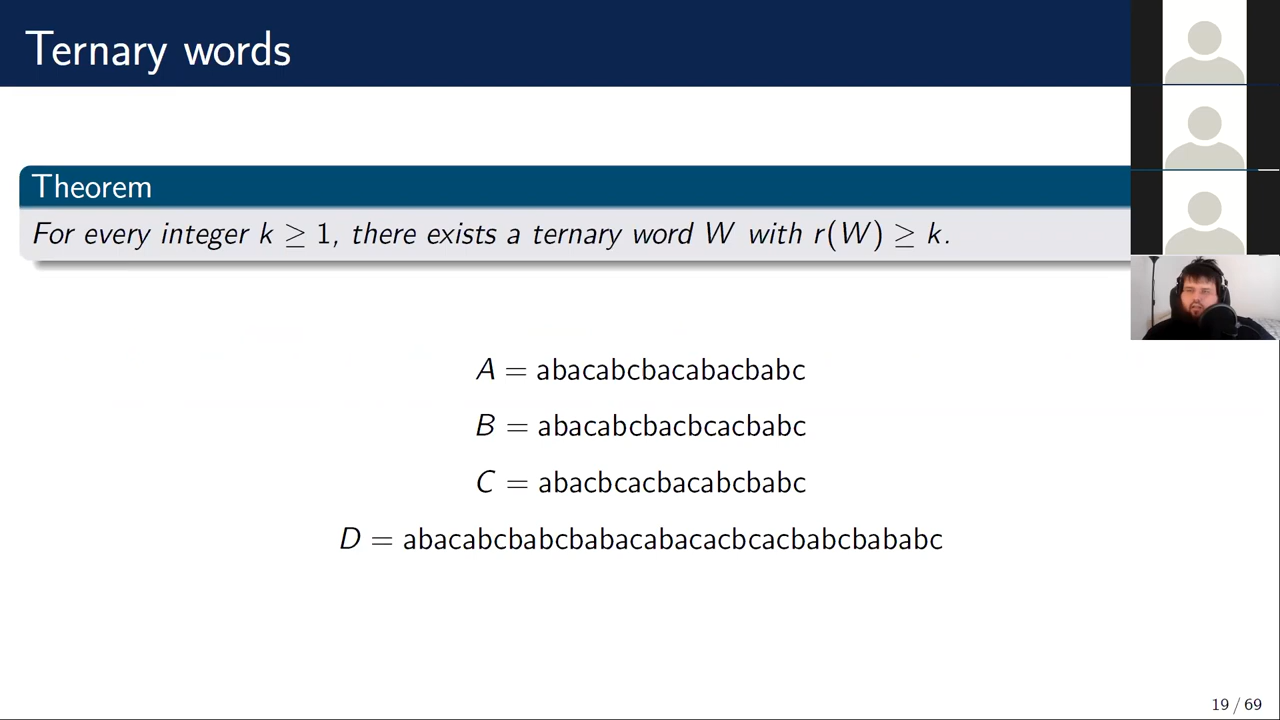 Ternary words
Theorem
For every integer k ≥ 1, there exists a ternary word W with r(W) ≥ k.
A = abacabcbacabacbabc
B = abacabcbacbcacbabc
C = abacbcacbacabcbabc
D = abacabcbabcbabacabacacbcacbabcbababc
19 / 69